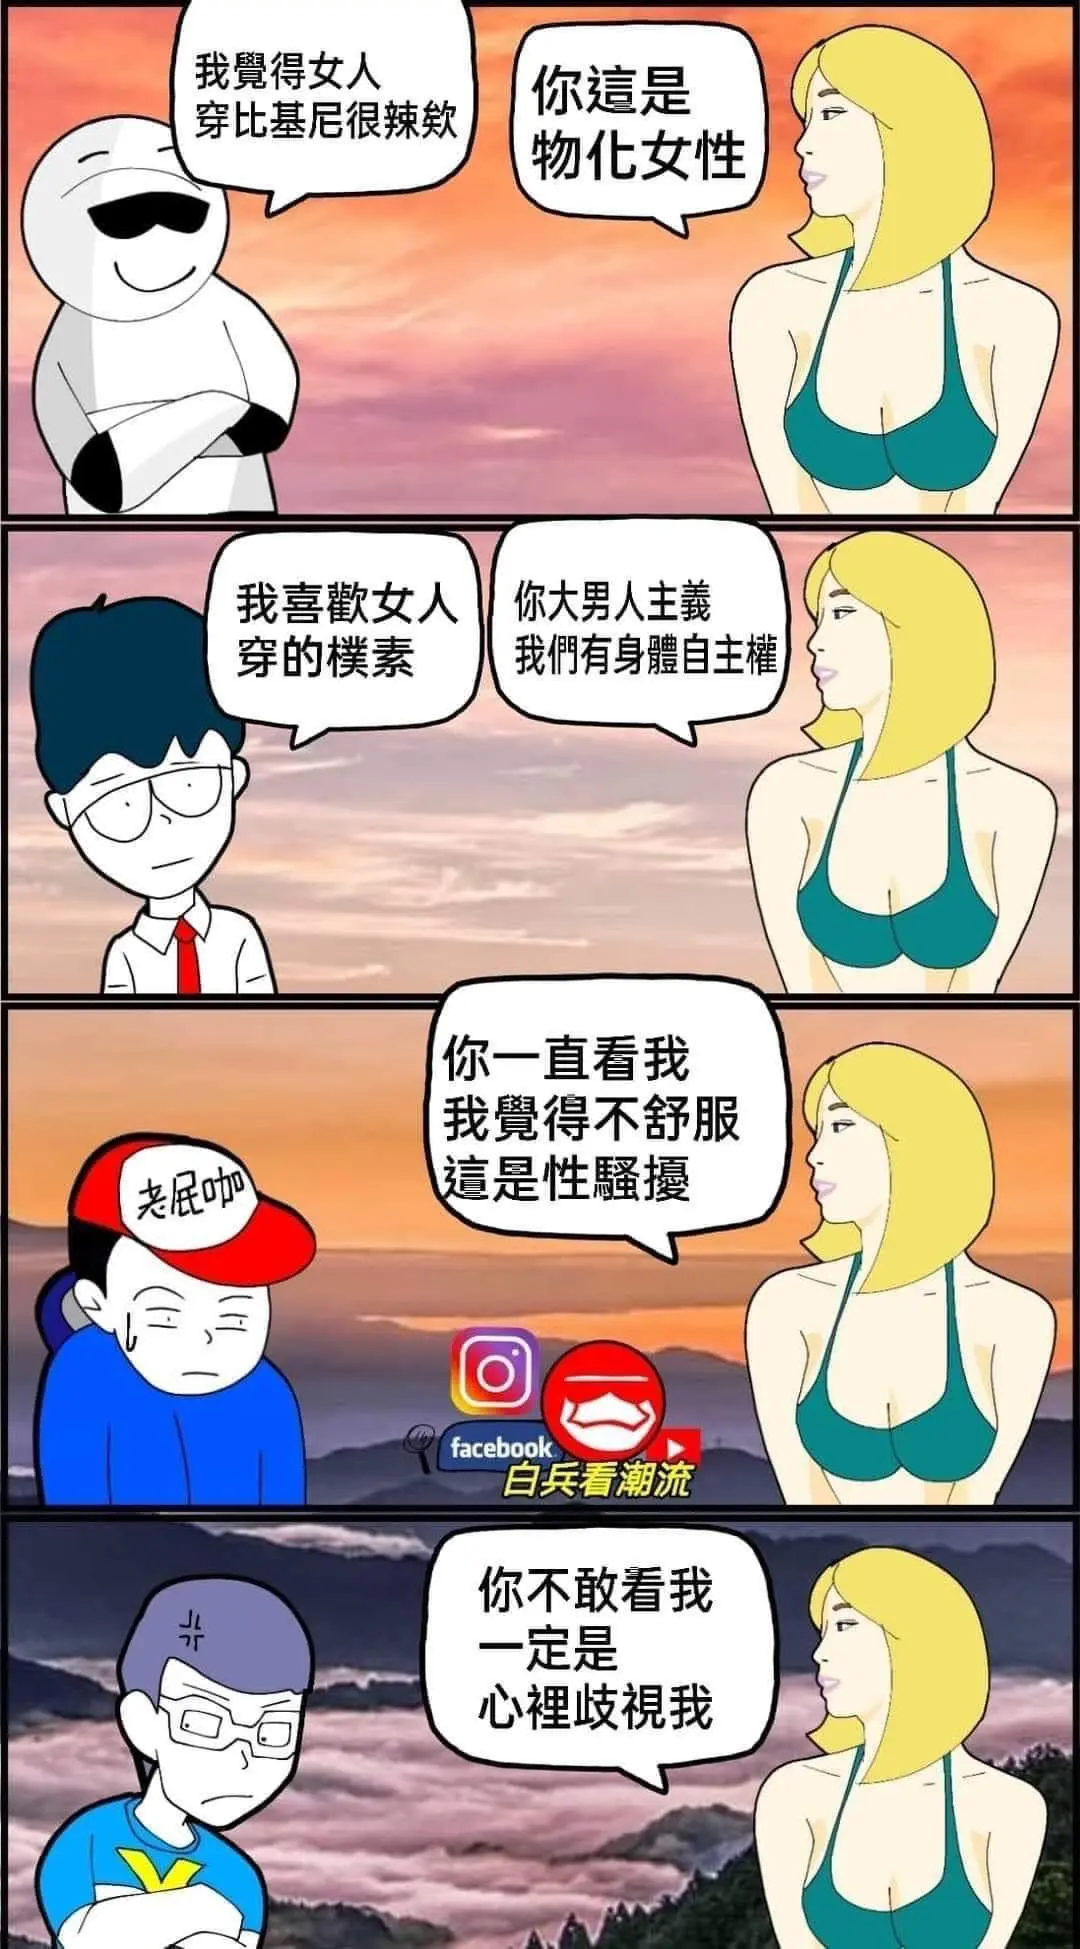 我覺得女人
穿比基尼很辣欸
你這是
物化女性
我喜歡女人
穿的樸素
你大男人主義
我們有身體自主權
你一直看我
我覺得不舒服
這是性騷擾
老屁咖
facebook
白兵看潮流
你不敢看我
一定是
心裡歧視我